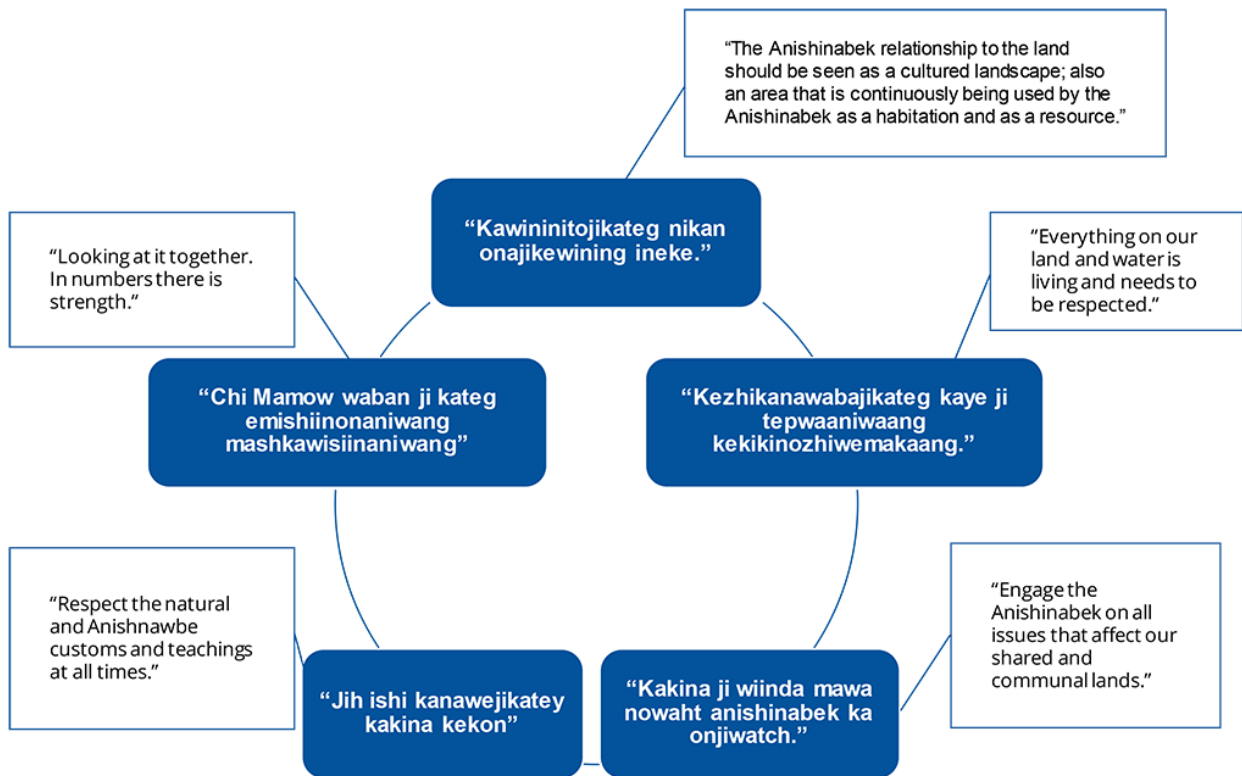 “The Anishinabek relationship to the land
should be seen as a cultured landscape; also
an area that is continuously being used by the
Anishinabek as a habitation and as a resource.”
“Kawininitojikateg nikan
onajikewining ineke.”
“Looking at it together.
In numbers there is
strength.”
“Everything on our
land and water is
living and needs to
be respected.”
“Chi Mamow waban ji kateg
emishiinonaniwang
mashkawisiinaniwang”
“Kezhikanawabajikateg kaye ji
tepwaaniwaang
kekikinozhiwemakaang.”
“Respect the natural
and Anishnawbe
customs and teachings
at all times.”
“Engage the
Anishinabek on all
issues that affect our
shared and
communal lands.”
“Jih ishi kanawejikatey
kakina kekon”
“Kakina ji wiinda mawa
nowaht anishinabek ka
onjiwatch.”